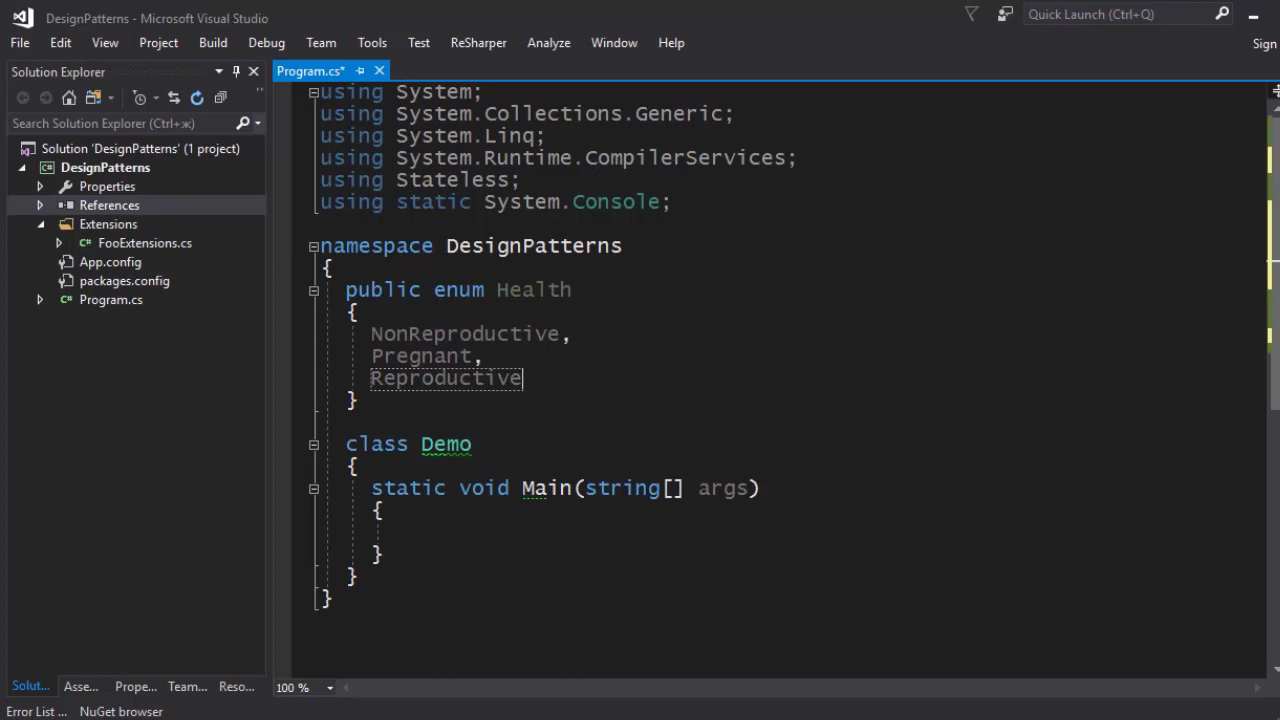 DesignPatterns - Microsoft Visual Studio
Quick Launch (Ctrl+Q)
File Edit View Project Build Debug Team Tools Test ReSharper Analyze Window Help
Sign
Solution Explorer
Program.cs*
Search Solution Explorer (Ctrl+ж)
Solution 'DesignPatterns' (1 project)
DesignPatterns
Properties
References
Extensions
FooExtensions.cs
App.config
packages.config
Program.cs
using System;
using System.Collections.Generic;
using System.Linq;
using System.Runtime.CompilerServices;
using Stateless;
using static System.Console;
namespace DesignPatterns
{
public enum Health
{
NonReproductive,
Pregnant,
Reproductive
}
class Demo
{
static void Main(string[] args)
{
}
}
}
Solut... Asse... Prope... Team... Reso...
100 %
Error List ... NuGet browser